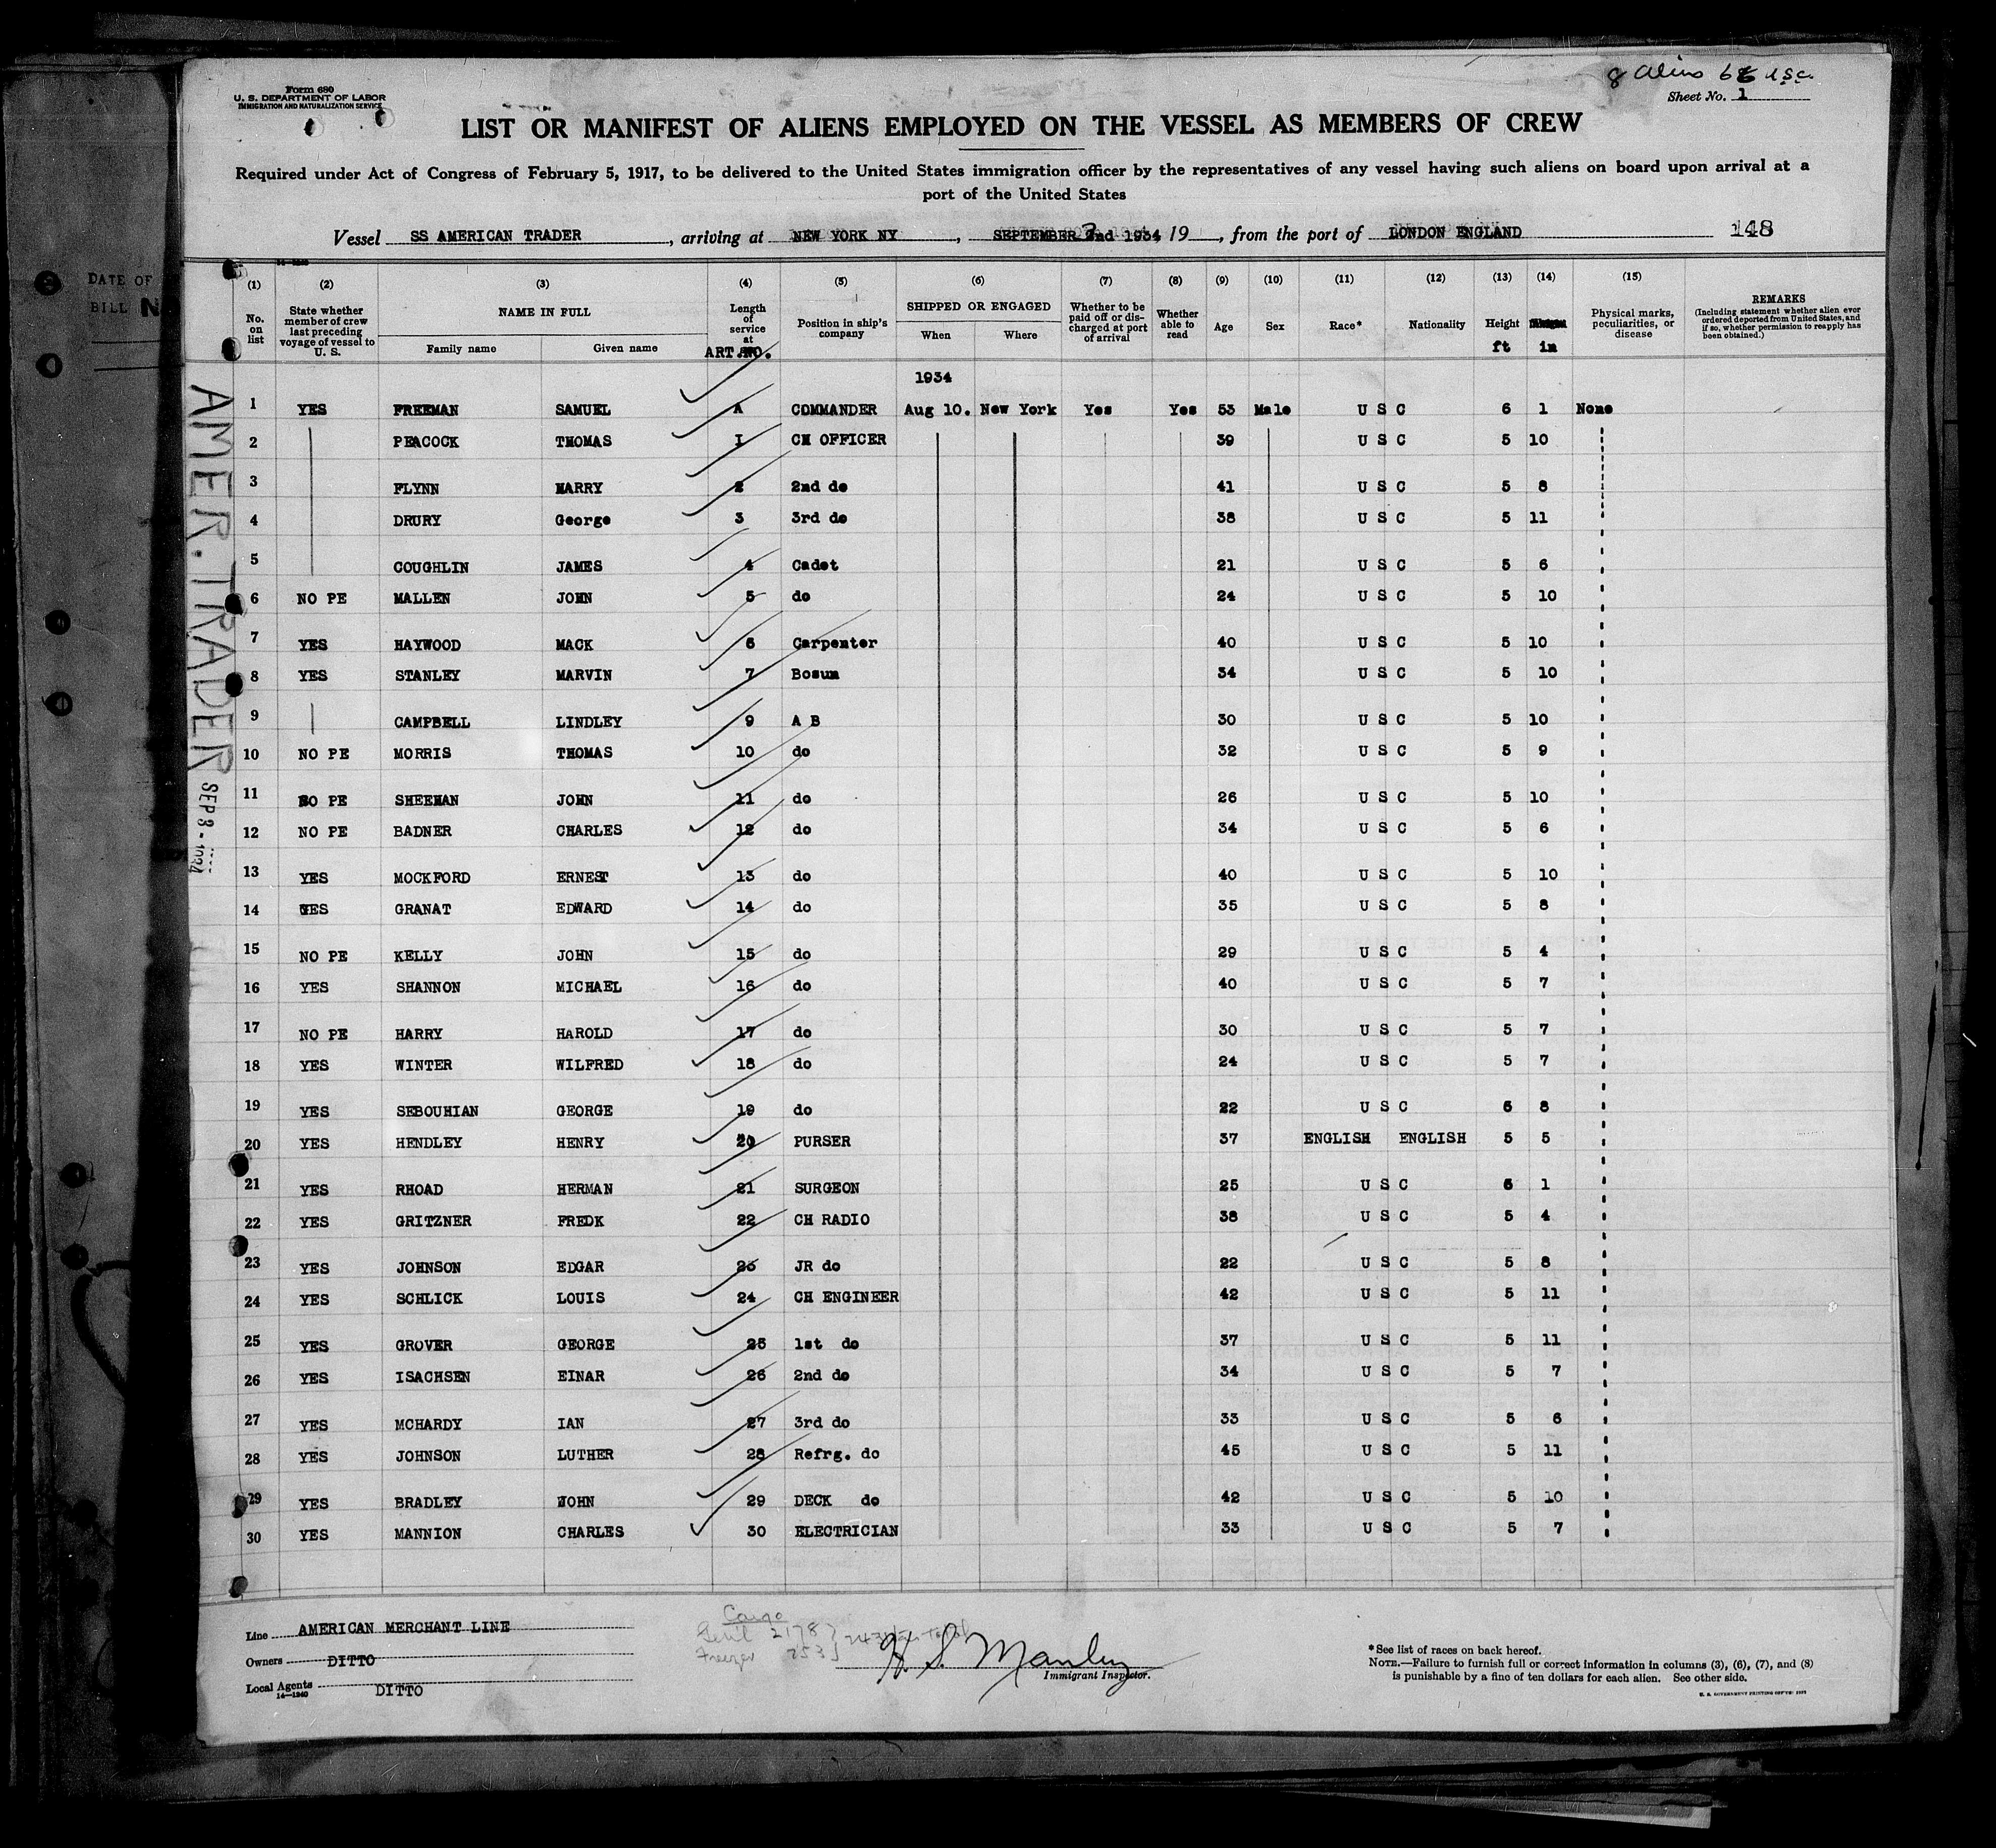 8 Aliens 66 USC.
Form 680
U. S. DEPARTMENT OF LABOR
IMMIGRATION AND NATURALIZATION SERVICE
Sheet No. 1
LIST OR MANIFEST OF ALIENS EMPLOYED ON THE VESSEL AS MEMBERS OF CREW
Required under Act of Congress of February 5, 1917, to be delivered to the United States immigration officer by the representatives of any vessel having such aliens on board upon arrival at a
port of the United States
Vessel SS AMERICAN TRADER, arriving at NEW YORK NY, SEPTEMBER 3 2nd 1934 19, from the port of LONDON ENGLAND 148
DATE OF
BILL N
AMER. TRADER SEP 3 - 1934
(1) (2) (3) (4) (5) (6) (7) (8) (9) (10) (11) (12) (13) (14) (15)
No. on list
State whether member of crew last preceding voyage of vessel to U. S.
NAME IN FULL
Family name Given name
Length of service at
ART.NO.
Position in ship's company
SHIPPED OR ENGAGED
When Where
Whether to be paid off or discharged at port of arrival
Whether able to read
Age Sex Race* Nationality
Height ft in
Physical marks, peculiarities, or disease
REMARKS
(Including statement whether alien ever ordered deported from United States, and if so, whether permission to reapply has been obtained.)
1934
1 YES FREEMAN SAMUEL A COMMANDER Aug 10. New York Yes Yes 53 Male U S C 6 1 None
2 PEACOCK THOMAS I CH OFFICER 39 U S C 5 10
3 FLYNN HARRY 2 2nd do 41 U S C 5 8
4 DRURY George 3 3rd do 38 U S C 5 11
5 COUGHLIN JAMES 4 Cadet 21 U S C 5 6
6 NO PE MALLEN JOHN 5 do 24 U S C 5 10
7 YES HAYWOOD MACK 6 Carpenter 40 U S C 5 10
8 YES STANLEY MARVIN 7 Bosun 34 U S C 5 10
9 CAMPBELL LINDLEY 9 A B 30 U S C 5 10
10 NO PE MORRIS THOMAS 10 do 32 U S C 5 9
11 NO PE SHEEHAN JOHN 11 do 26 U S C 5 10
12 NO PE BADNER CHARLES 12 do 34 U S C 5 6
13 YES MOCKFORD ERNEST 13 do 40 U S C 5 10
14 YES GRANAT EDWARD 14 do 35 U S C 5 8
15 NO PE KELLY JOHN 15 do 29 U S C 5 4
16 YES SHANNON MICHAEL 16 do 40 U S C 5 7
17 NO PE HARRY HAROLD 17 do 30 U S C 5 7
18 YES WINTER WILFRED 18 do 24 U S C 5 7
19 YES SEBOUHIAN GEORGE 19 do 22 U S C 6 8
20 YES HENDLEY HENRY 20 PURSER 37 ENGLISH ENGLISH 5 5
21 YES RHOAD HERMAN 21 SURGEON 25 U S C 6 1
22 YES GRITZNER FREDK 22 CH RADIO 38 U S C 5 4
23 YES JOHNSON EDGAR 23 JR do 22 U S C 5 8
24 YES SCHLICK LOUIS 24 CH ENGINEER 42 U S C 5 11
25 YES GROVER GEORGE 25 1st do 37 U S C 5 11
26 YES ISACHSEN EINAR 26 2nd do 34 U S C 5 7
27 YES MCHARDY IAN 27 3rd do 33 U S C 5 6
28 YES JOHNSON LUTHER 28 Refrg. do 45 U S C 5 11
29 YES BRADLEY JOHN 29 DECK do 42 U S C 5 10
30 YES MANNION CHARLES 30 ELECTRICIAN 33 U S C 5 7
Line AMERICAN MERCHANT LINE
Owners DITTO
Local Agents DITTO
14—1240
Cargo
Gen'l 2178
Freezer 253
H. S. Manley
Immigrant Inspector.
*See list of races on back hereof.
NOTE.—Failure to furnish full or correct information in columns (3), (6), (7), and (8)
is punishable by a fine of ten dollars for each alien. See other side.